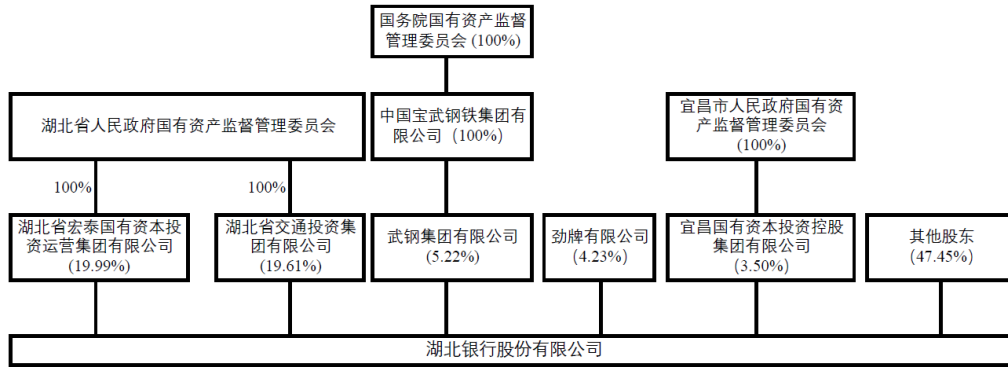 国务院国有资产监督
管理委员会 (100%)
湖北省人民政府国有资产监督管理委员会
中国宝武钢铁集团有
限公司（100%）
宜昌市人民政府国有资
产监督管理委员会
(100%)
100%
100%
湖北省宏泰国有资本投
资运营集团有限公司
(19.99%)
湖北省交通投资集
团有限公司
(19.61%)
武钢集团有限公司
(5.22%)
劲牌有限公司
（4.23%）
宜昌国有资本投资控股
集团有限公司
（3.50%）
其他股东
(47.45%)
湖北银行股份有限公司